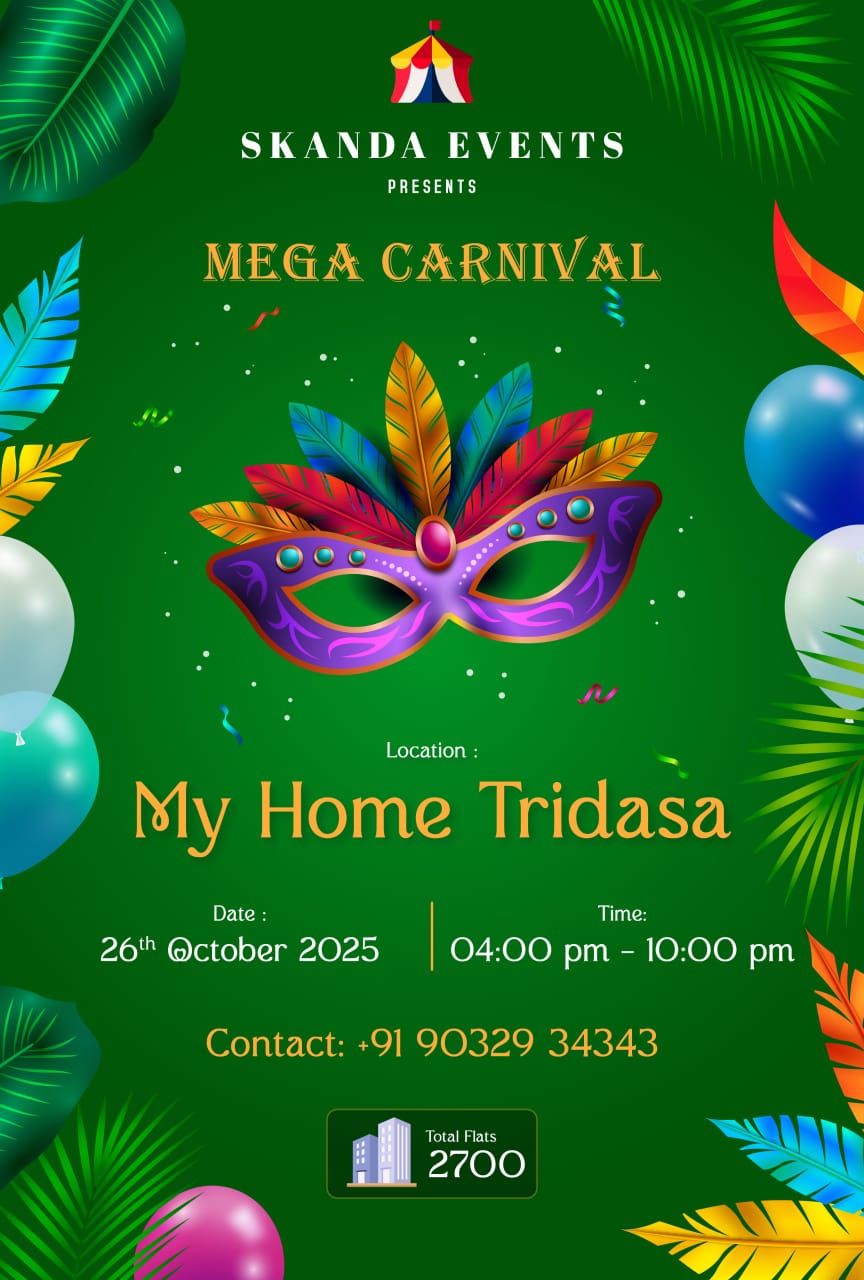 SKANDA EVENTS
PRESENTS
MEGA CARNIVAL
Location :
My Home Tridasa
Date :
26th October 2025
Time:
04:00 pm - 10:00 pm
Contact: +91 90329 34343
Total Flats
2700